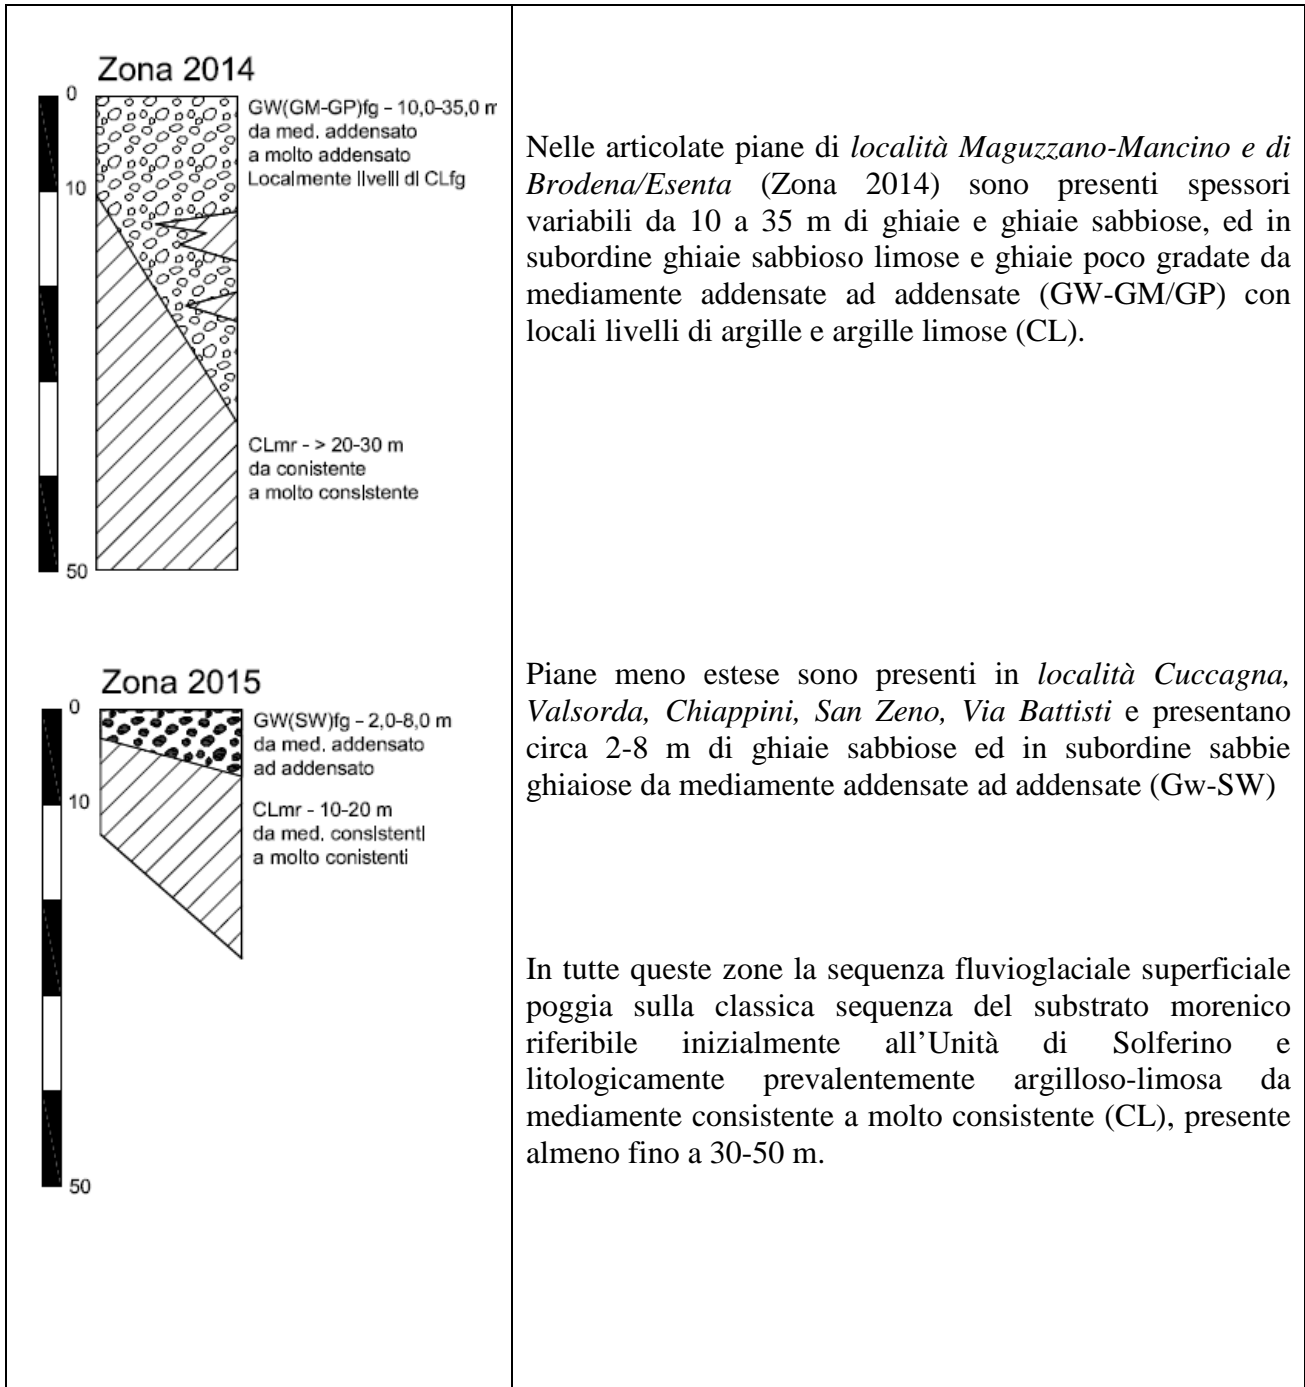 Zona 2014
0
10
50
GW(GM-GP)fg - 10,0-35,0 m
da med. addensato
a molto addensato
Localmente livelli di CLfg
CLmr - > 20-30 m
da conistente
a molto consistente
Nelle articolate piane di località Maguzzano-Mancino e di
Brodena/Esenta (Zona 2014) sono presenti spessori
variabili da 10 a 35 m di ghiaie e ghiaie sabbiose, ed in
subordine ghiaie sabbioso limose e ghiaie poco gradate da
mediamente addensate ad addensate (GW-GM/GP) con
locali livelli di argille e argille limose (CL).
Zona 2015
0
10
50
GW(SW)fg - 2,0-8,0 m
da med. addensato
ad addensato
CLmr - 10-20 m
da med. consistenti
a molto conistenti
Piane meno estese sono presenti in località Cuccagna,
Valsorda, Chiappini, San Zeno, Via Battisti e presentano
circa 2-8 m di ghiaie sabbiose ed in subordine sabbie
ghiaiose da mediamente addensate ad addensate (Gw-SW)
In tutte queste zone la sequenza fluvioglaciale superficiale
poggia sulla classica sequenza del substrato morenico
riferibile inizialmente all'Unità di Solferino e
litologicamente prevalentemente argilloso-limosa da
mediamente consistente a molto consistente (CL), presente
almeno fino a 30-50 m.